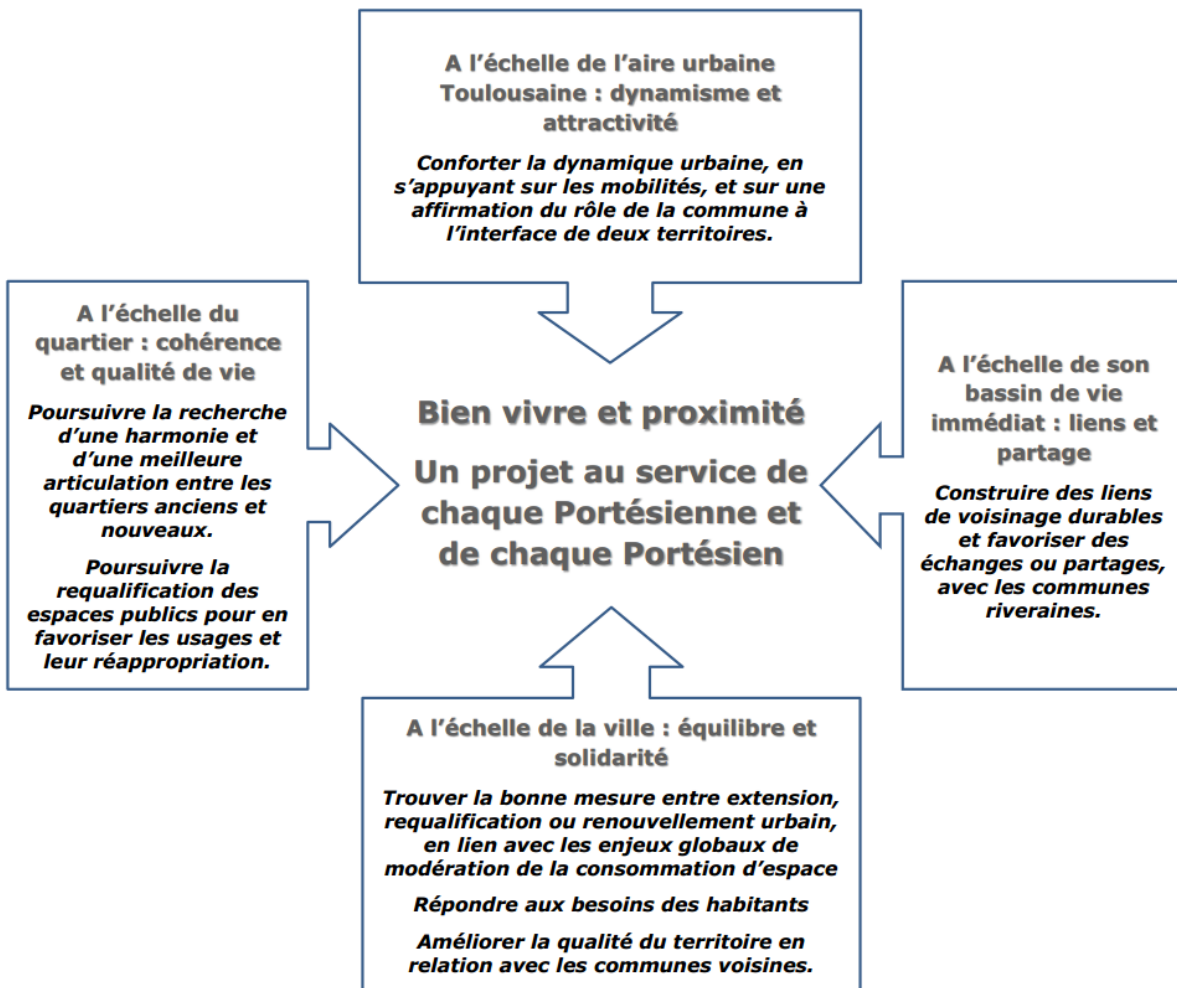 A l’échelle de l’aire urbaine
Toulousaine : dynamisme et
attractivité
Conforter la dynamique urbaine, en
s’appuyant sur les mobilités, et sur une
affirmation du rôle de la commune à
l’interface de deux territoires.
A l’échelle du
quartier : cohérence
et qualité de vie
Poursuivre la recherche
d’une harmonie et
d’une meilleure
articulation entre les
quartiers anciens et
nouveaux.
Poursuivre la
requalification des
espaces publics pour en
favoriser les usages et
leur réappropriation.
Bien vivre et proximité
Un projet au service de
chaque Portésienne et
de chaque Portésien
A l’échelle de son
bassin de vie
immédiat : liens et
partage
Construire des liens
de voisinage durables
et favoriser des
échanges ou partages,
avec les communes
riveraines.
A l’échelle de la ville : équilibre et
solidarité
Trouver la bonne mesure entre extension,
requalification ou renouvellement urbain,
en lien avec les enjeux globaux de
modération de la consommation d’espace
Répondre aux besoins des habitants
Améliorer la qualité du territoire en
relation avec les communes voisines.